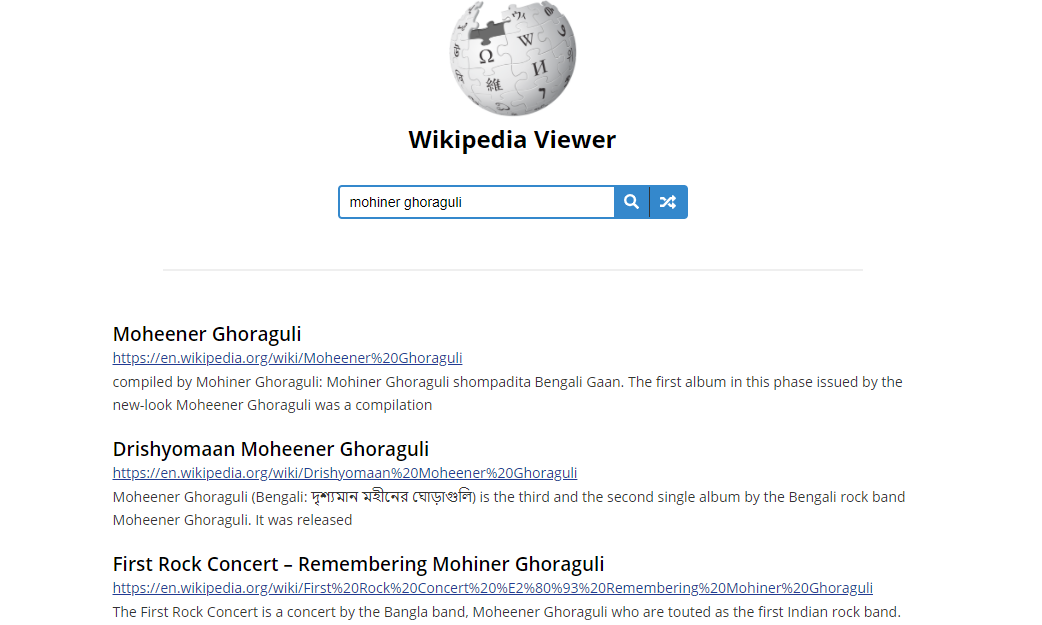 Ω W И 維 7
Wikipedia Viewer
mohiner ghoraguli
Moheener Ghoraguli
https://en.wikipedia.org/wiki/Moheener%20Ghoraguli
compiled by Mohiner Ghoraguli: Mohiner Ghoraguli shompadita Bengali Gaan. The first album in this phase issued by the
new-look Moheener Ghoraguli was a compilation
Drishyomaan Moheener Ghoraguli
https://en.wikipedia.org/wiki/Drishyomaan%20Moheener%20Ghoraguli
Moheener Ghoraguli (Bengali: দৃশ্যমান মহীনের ঘোড়াগুলি) is the third and the second single album by the Bengali rock band
Moheener Ghoraguli. It was released
First Rock Concert – Remembering Mohiner Ghoraguli
https://en.wikipedia.org/wiki/First%20Rock%20Concert%20%E2%80%93%20Remembering%20Mohiner%20Ghoraguli
The First Rock Concert is a concert by the Bangla band, Moheener Ghoraguli who are touted as the first Indian rock band.